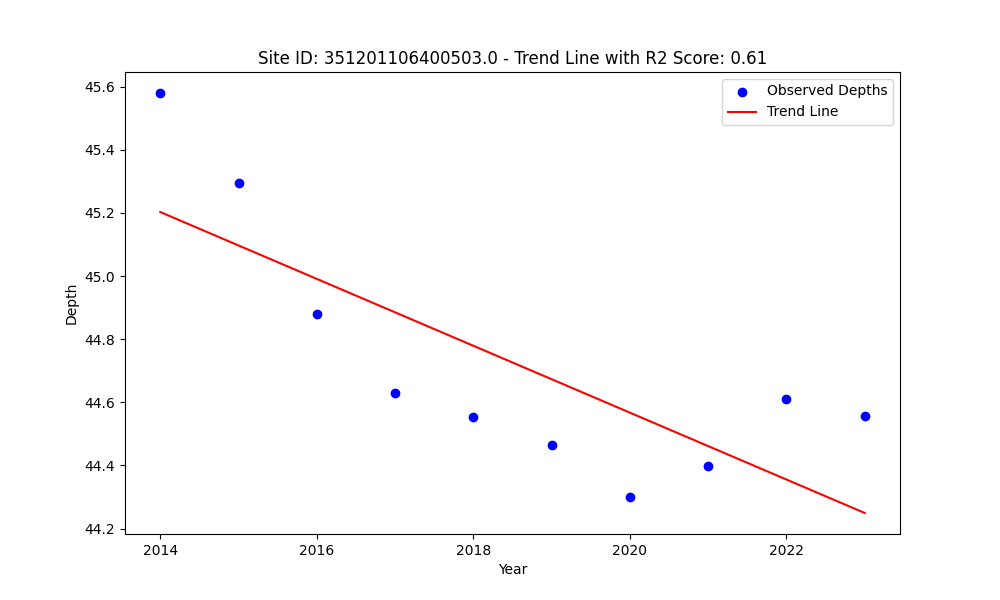 Site ID: 351201106400503.0 - Trend Line with R2 Score: 0.61
Observed Depths
Trend Line
45.6
45.4
45.2
45.0
44.8
44.6
44.4
44.2
Depth
2014
2016
2018
2020
2022
Year